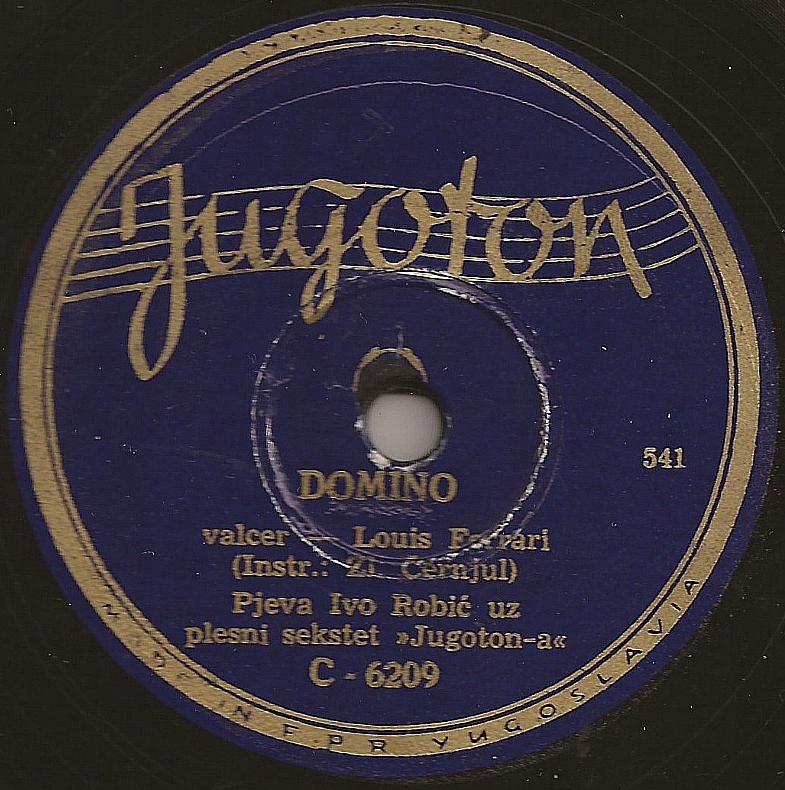 Jugoton
541
DOMINO
valcer — Louis Ferrari
(Instr.: Zl. Černjul)
Pjeva Ivo Robić uz
plesni sekstet »Jugoton-a«
C - 6209
MADE IN F.P.R YUGOSLAVIA